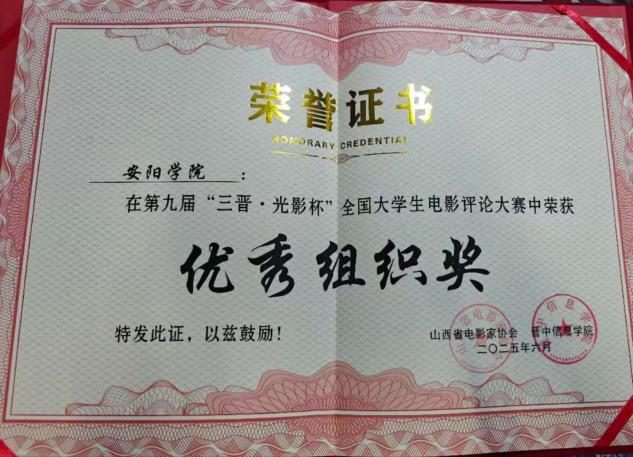 荣誉证书
HONORARY CREDENTIAL
安阳学院：
在第九届“三晋·光影杯”全国大学生电影评论大赛中荣获
优秀组织奖
特发此证，以兹鼓励！
山西省电影家协会 晋中信息学院
二〇二五年六月